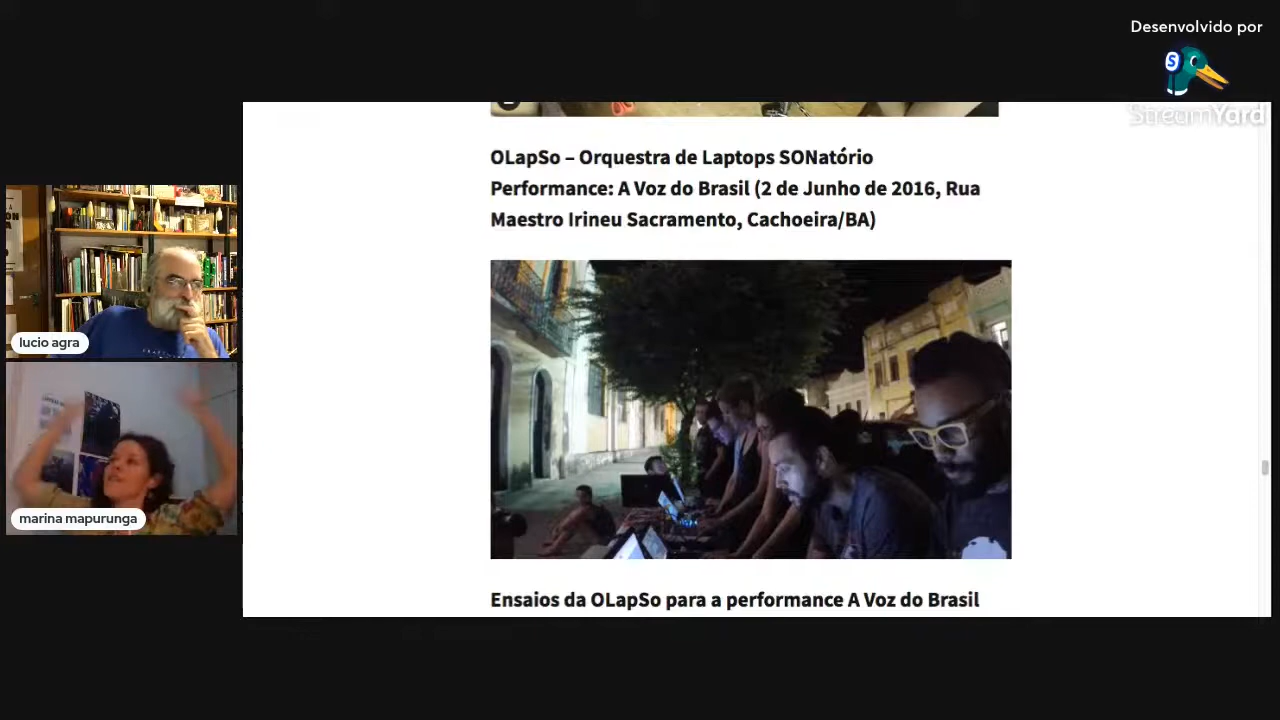 Desenvolvido por
StreamYard
OLapSo – Orquestra de Laptops SONatório
Performance: A Voz do Brasil (2 de Junho de 2016, Rua
Maestro Irineu Sacramento, Cachoeira/BA)
lucio agra
marina mapurunga
Ensaios da OLapSo para a performance A Voz do Brasil